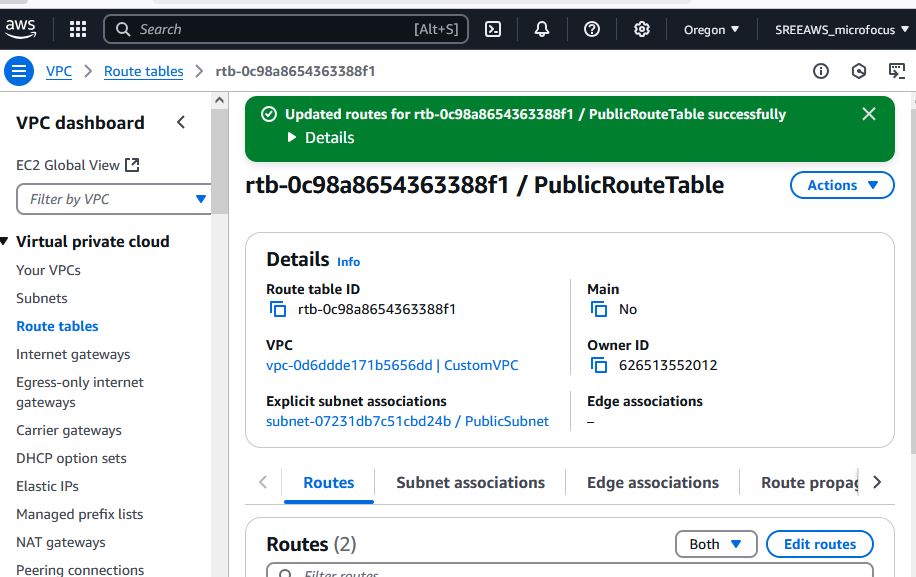 aws
Search [Alt+S]
Oregon ▼
SREEAWS_microfocus ▼
VPC > Route tables > rtb-0c98a8654363388f1
VPC dashboard
EC2 Global View
Filter by VPC
Virtual private cloud
Your VPCs
Subnets
Route tables
Internet gateways
Egress-only internet
gateways
Carrier gateways
DHCP option sets
Elastic IPs
Managed prefix lists
NAT gateways
Peering connections
Updated routes for rtb-0c98a8654363388f1 / PublicRouteTable successfully
Details
rtb-0c98a8654363388f1 / PublicRouteTable
Actions
Details Info
Route table ID
rtb-0c98a8654363388f1
Main
No
VPC
vpc-0d6ddde171b5656dd | CustomVPC
Owner ID
626513552012
Explicit subnet associations
subnet-07231db7c51cbd24b / PublicSubnet
Edge associations
–
Routes
Subnet associations
Edge associations
Route propag
Routes (2)
Both
Edit routes
Filter routes